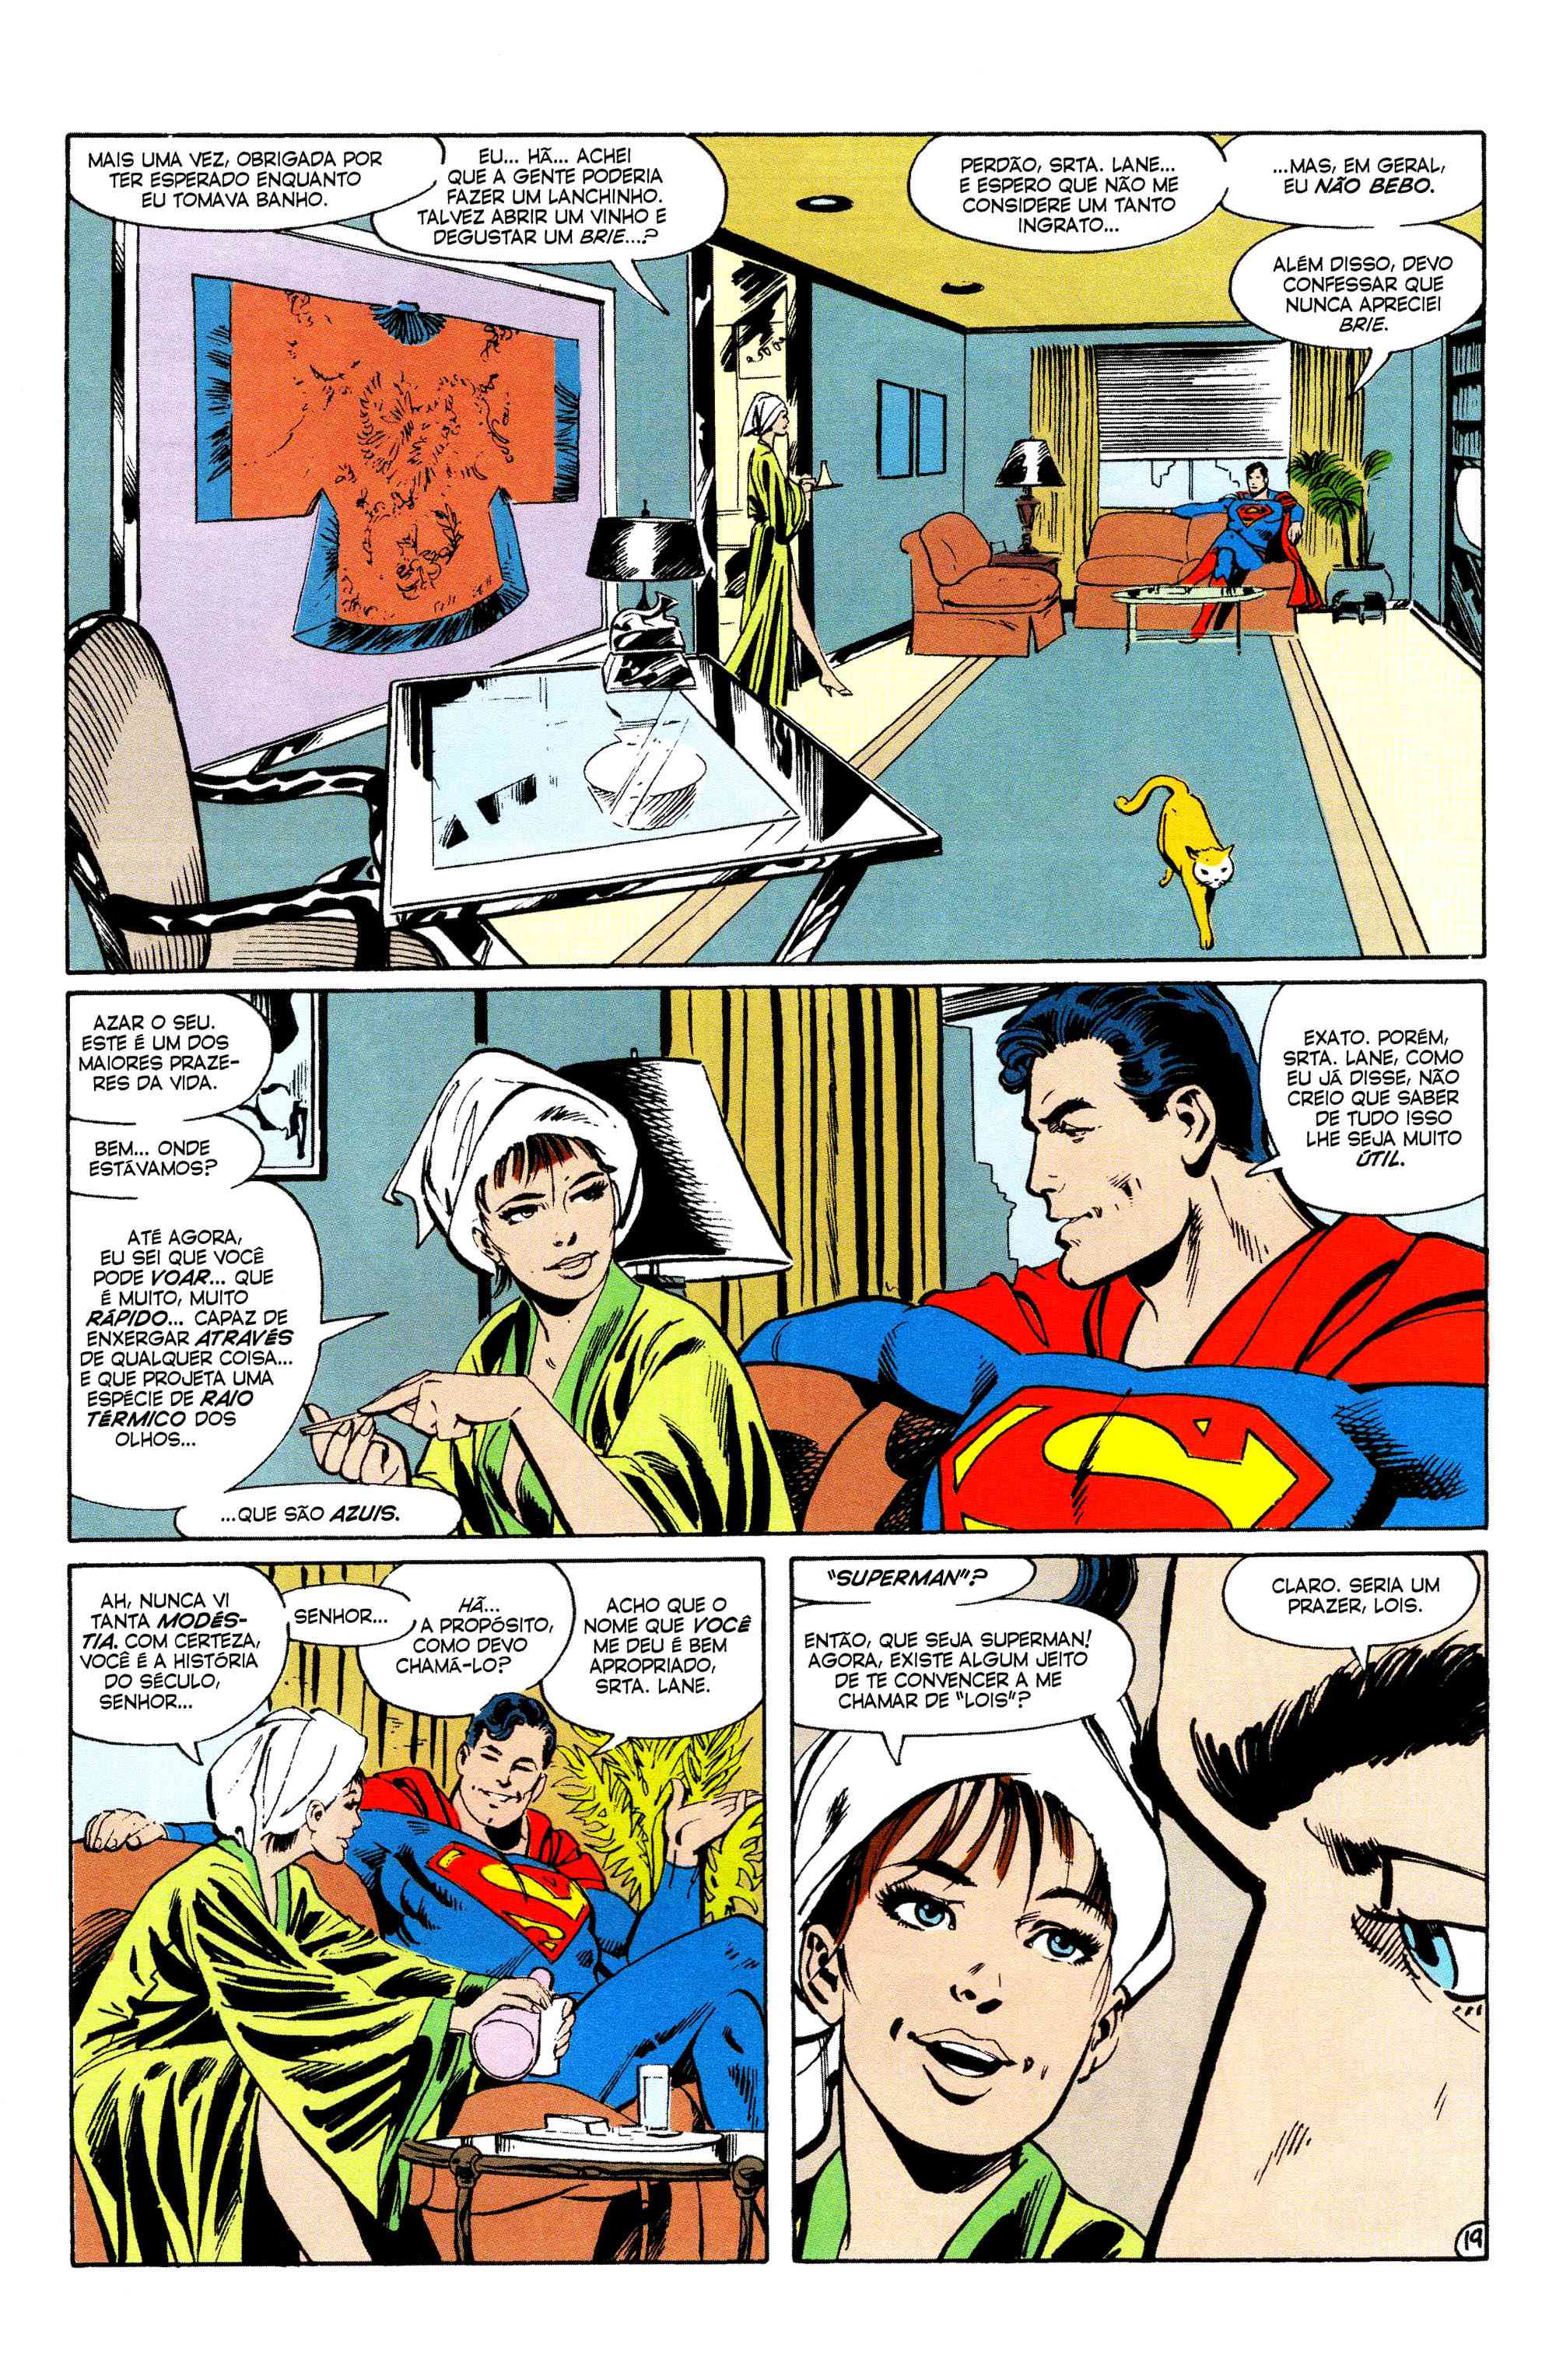 MAIS UMA VEZ, OBRIGADA POR
TER ESPERADO ENQUANTO
EU TOMAVA BANHO.
EU... HÃ... ACHEI
QUE A GENTE PODERIA
FAZER UM LANCHINHO.
TALVEZ ABRIR UM VINHO E
DEGUSTAR UM BRIE...?
PERDÃO, SRTA. LANE...
E ESPERO QUE NÃO ME
CONSIDERE UM TANTO
INGRATO...
...MAS, EM GERAL,
EU NÃO BEBO.
ALÉM DISSO, DEVO
CONFESSAR QUE
NUNCA APRECIEI
BRIE.
AZAR O SEU.
ESTE É UM DOS
MAIORES PRAZE-
RES DA VIDA.
BEM... ONDE
ESTÁVAMOS?
ATÉ AGORA,
EU SEI QUE VOCÊ
PODE VOAR... QUE
É MUITO, MUITO
RÁPIDO... CAPAZ DE
ENXERGAR ATRAVÉS
DE QUALQUER COISA...
E QUE PROJETA UMA
ESPÉCIE DE RAIO
TÉRMICO DOS
OLHOS...
...QUE SÃO AZUIS.
EXATO. PORÉM,
SRTA. LANE, COMO
EU JÁ DISSE, NÃO
CREIO QUE SABER
DE TUDO ISSO
LHE SEJA MUITO
ÚTIL.
AH, NUNCA VI
TANTA MODÉS-
TIA. COM CERTEZA,
VOCÊ É A HISTÓRIA
DO SÉCULO,
SENHOR...
SENHOR...
HÃ...
A PROPÓSITO,
COMO DEVO
CHAMÁ-LO?
ACHO QUE O
NOME QUE VOCÊ
ME DEU É BEM
APROPRIADO,
SRTA. LANE.
"SUPERMAN"?
ENTÃO, QUE SEJA SUPERMAN!
AGORA, EXISTE ALGUM JEITO
DE TE CONVENCER A ME
CHAMAR DE "LOIS"?
CLARO. SERIA UM
PRAZER, LOIS.
19